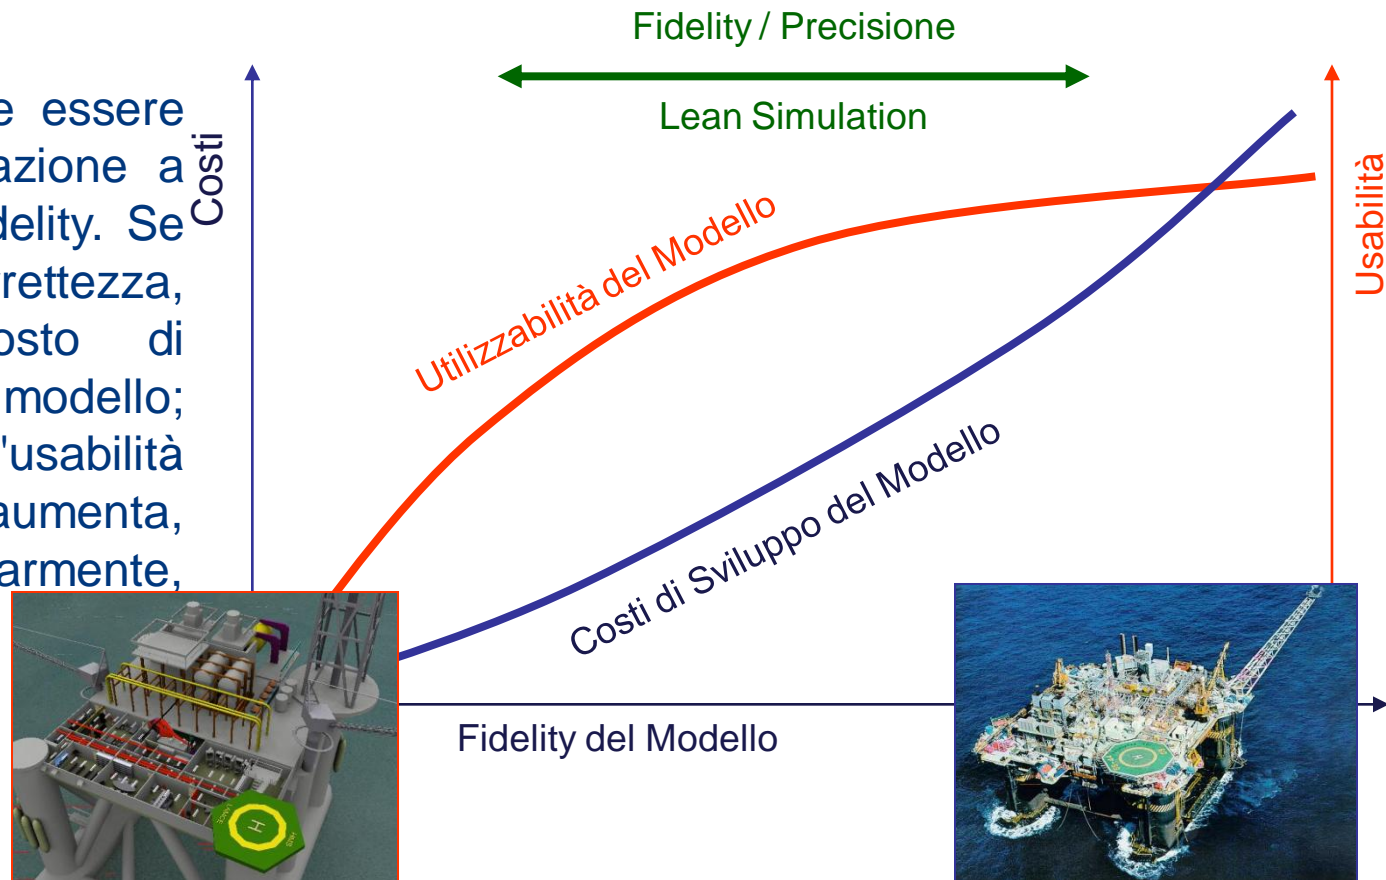 Fidelity / Precisione
Lean Simulation
e essere
azione a
delity. Se
rrettezza,
osto di
modello;
'usabilità
aumenta,
armente,
Costi
Usabilità
Utilizzabilità del Modello
Costi di Sviluppo del Modello
Fidelity del Modello
H
H